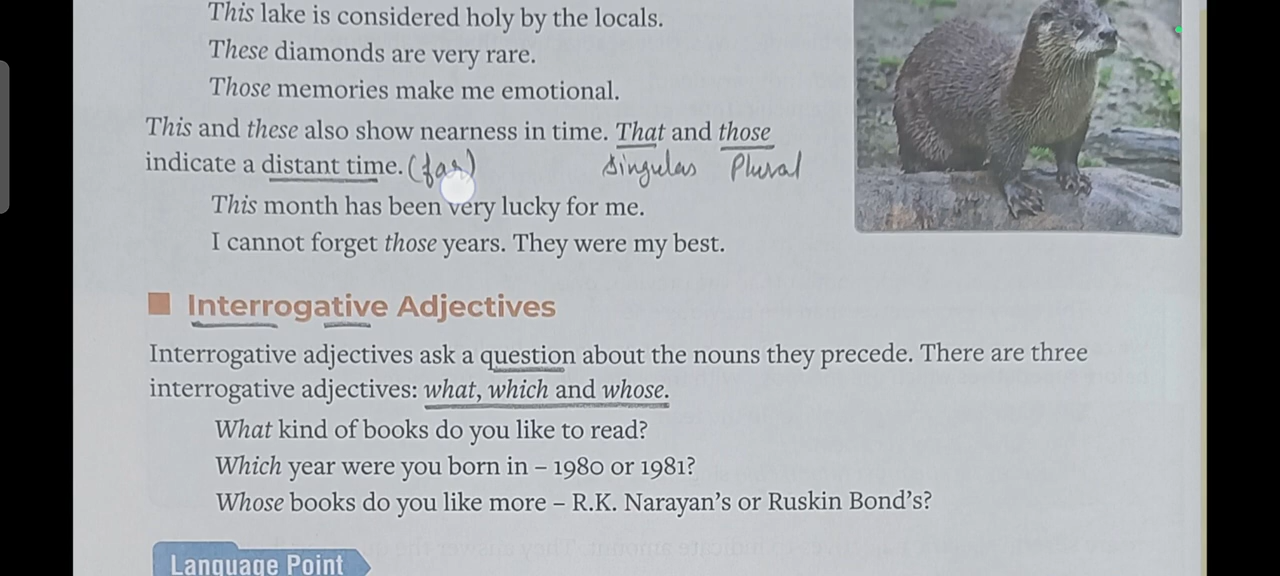 This lake is considered holy by the locals.
These diamonds are very rare.
Those memories make me emotional.
This and these also show nearness in time. That and those
indicate a distant time. (far) Singular Plural
This month has been very lucky for me.
I cannot forget those years. They were my best.
Interrogative Adjectives
Interrogative adjectives ask a question about the nouns they precede. There are three
interrogative adjectives: what, which and whose.
What kind of books do you like to read?
Which year were you born in – 1980 or 1981?
Whose books do you like more – R.K. Narayan's or Ruskin Bond's?
Language Point